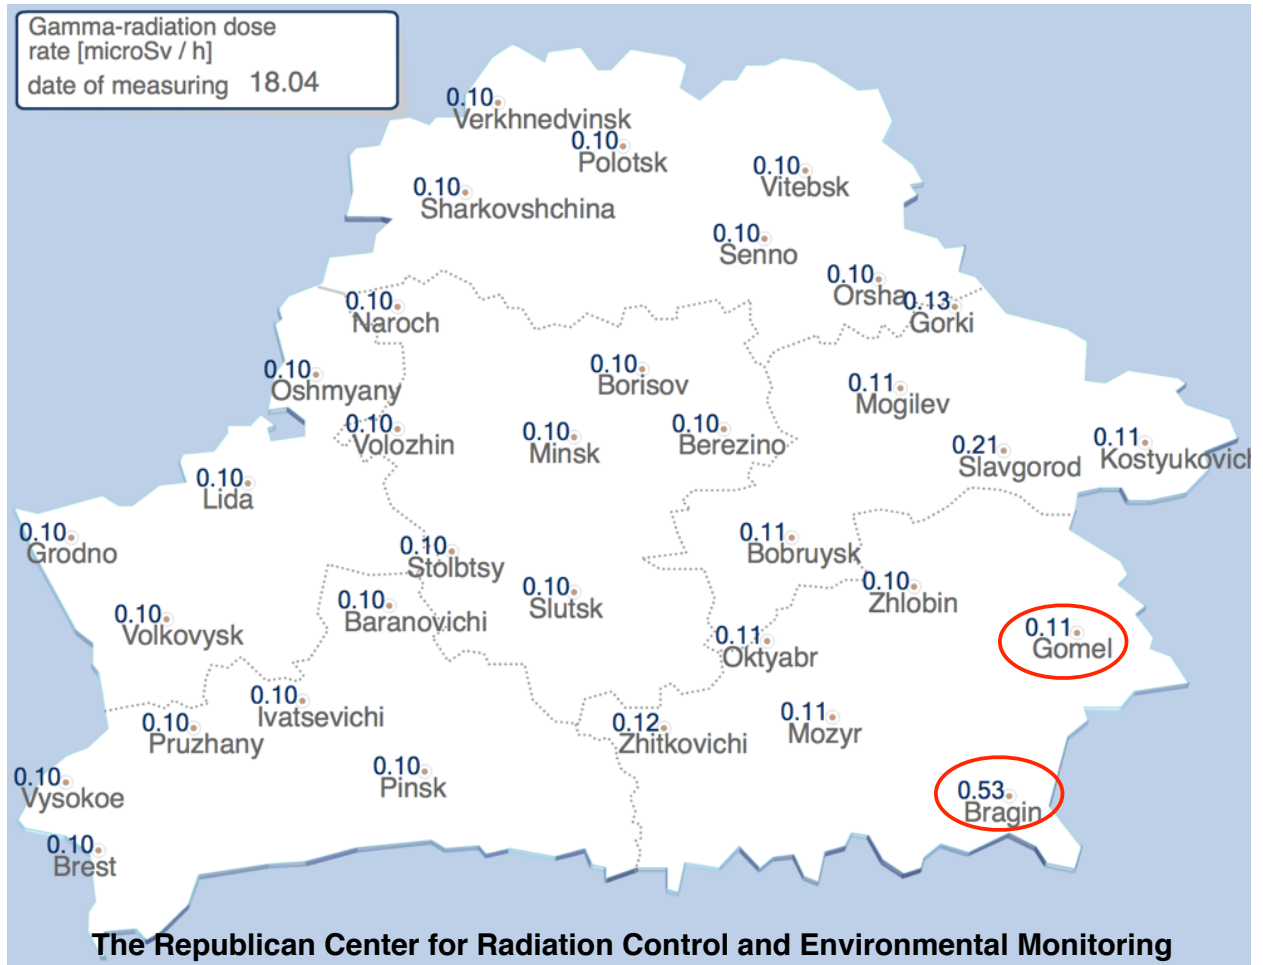 Gamma-radiation dose
rate [microSv / h]
date of measuring 18.04
0.10
Verkhnedvinsk
0.10
Polotsk
0.10
Vitebsk
0.10
Sharkovshchina
0.10
Senno
0.10
Orsha
0.13
Gorki
0.10
Naroch
0.10
Oshmyany
0.10
Borisov
0.11
Mogilev
0.10
Volozhin
0.10
Minsk
0.10
Berezino
0.21
Slavgorod
0.11
Kostyukovich
0.10
Lida
0.10
Grodno
0.10
Stolbtsy
0.11
Bobruysk
0.10
Baranovichi
0.10
Slutsk
0.10
Zhlobin
0.10
Volkovysk
0.11
Oktyabr
0.11
Gomel
0.10
Ivatsevichi
0.10
Pruzhany
0.12
Zhitkovichi
0.11
Mozyr
0.10
Vysokoe
0.10
Pinsk
0.53
Bragin
0.10
Brest
The Republican Center for Radiation Control and Environmental Monitoring